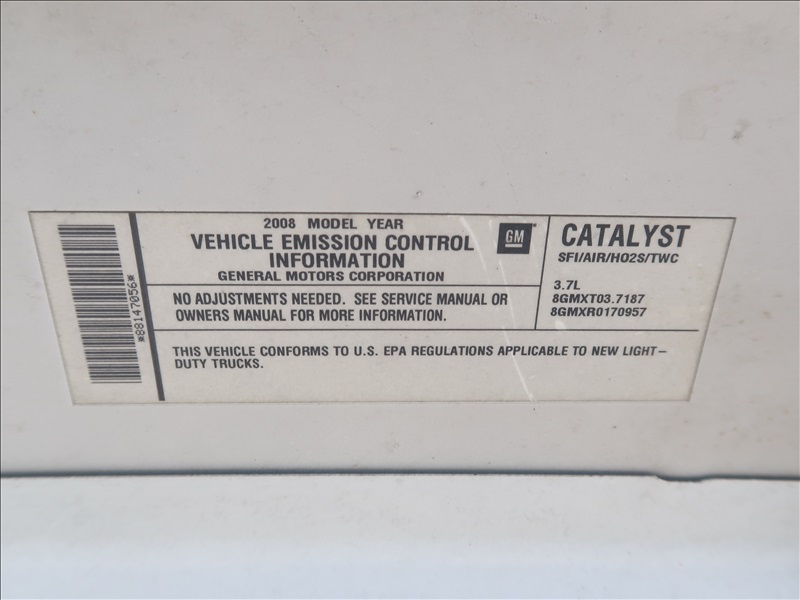 *88147056*
2008 MODEL YEAR
VEHICLE EMISSION CONTROL
INFORMATION
GENERAL MOTORS CORPORATION
GM
NO ADJUSTMENTS NEEDED. SEE SERVICE MANUAL OR
OWNERS MANUAL FOR MORE INFORMATION.
CATALYST
SFI/AIR/HO2S/TWC
3.7L
8GMXT03.7187
8GMXR0170957
THIS VEHICLE CONFORMS TO U.S. EPA REGULATIONS APPLICABLE TO NEW LIGHT-
DUTY TRUCKS.